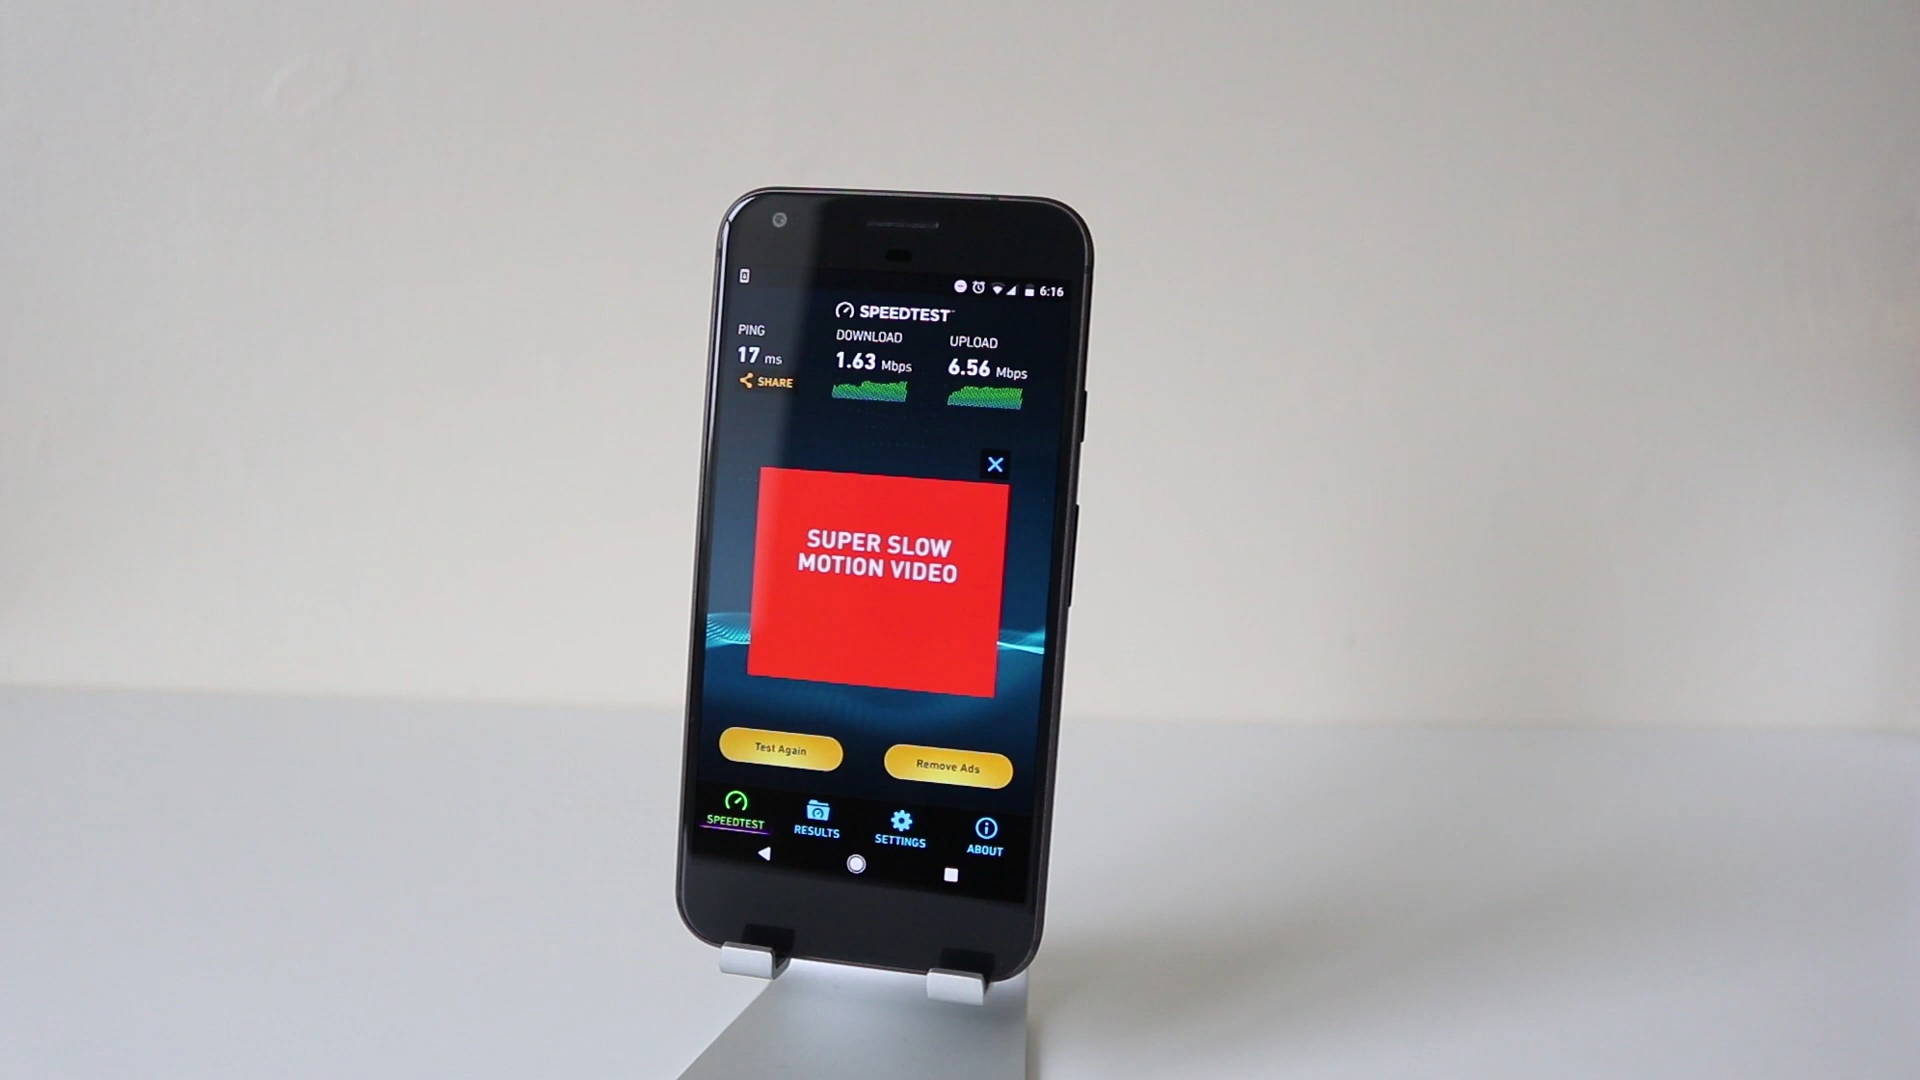 6:16
SPEEDTEST™
PING
17 ms
SHARE
DOWNLOAD
1.63 Mbps
UPLOAD
6.56 Mbps
SUPER SLOW
MOTION VIDEO
Test Again
Remove Ads
SPEEDTEST
RESULTS
SETTINGS
ABOUT